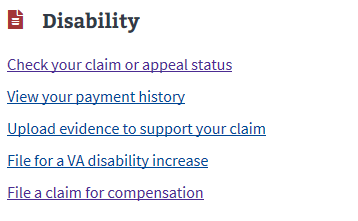 Disability
Check your claim or appeal status
View your payment history
Upload evidence to support your claim
File for a VA disability increase
File a claim for compensation